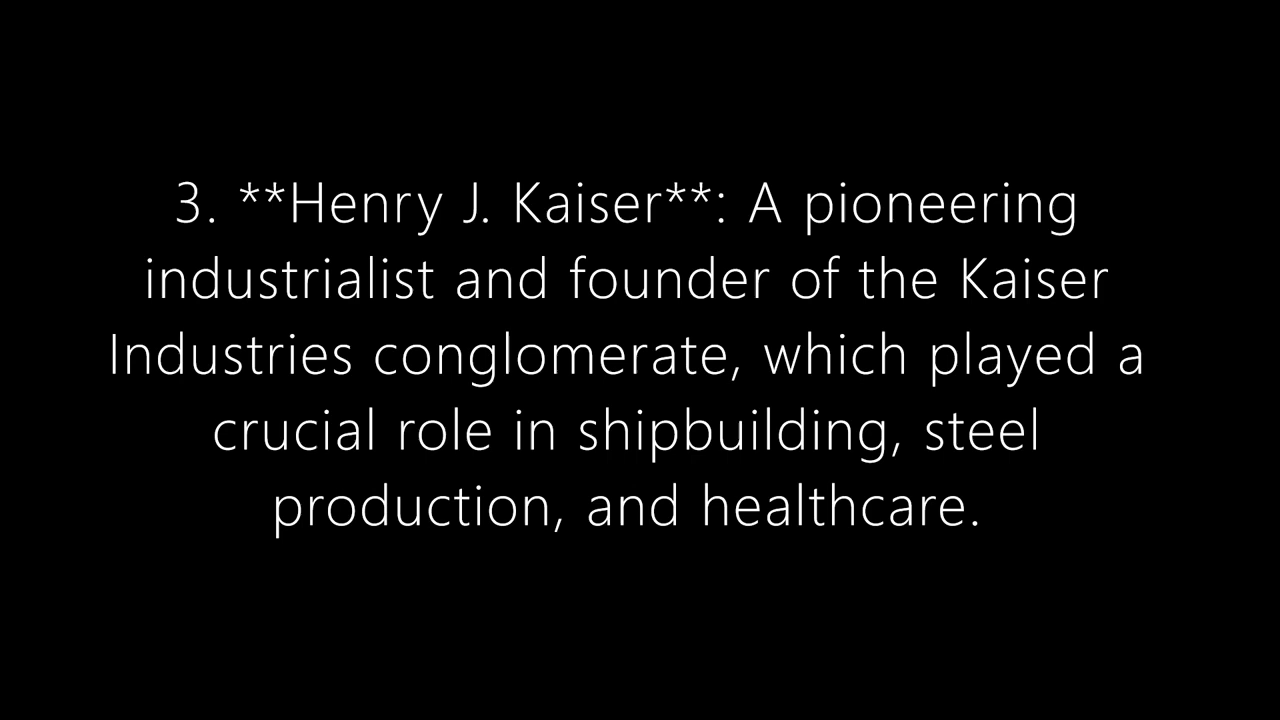 3. **Henry J. Kaiser**: A pioneering
industrialist and founder of the Kaiser
Industries conglomerate, which played a
crucial role in shipbuilding, steel
production, and healthcare.